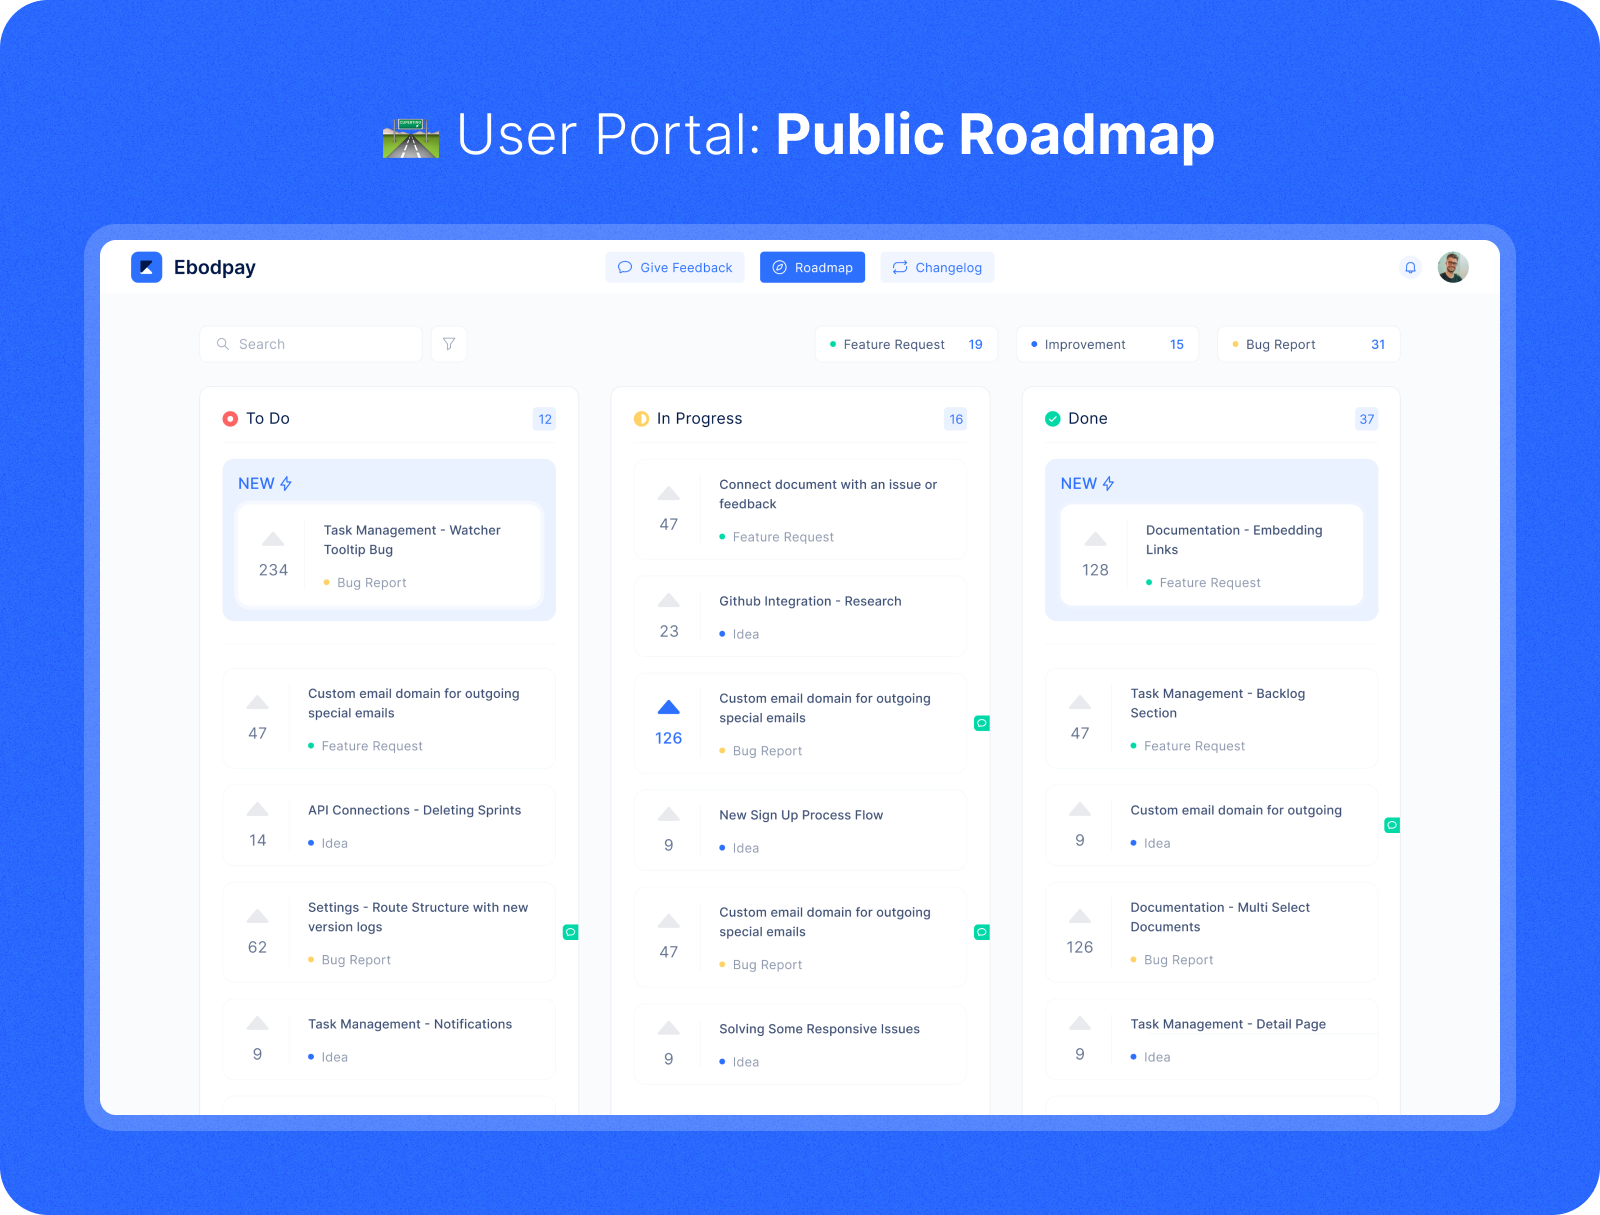 User Portal: Public Roadmap
Ebodpay
Give Feedback
Roadmap
Changelog
Search
Feature Request 19
Improvement 15
Bug Report 31
To Do 12
NEW
234
Task Management - Watcher
Tooltip Bug
Bug Report
47
Custom email domain for outgoing
special emails
Feature Request
14
API Connections - Deleting Sprints
Idea
62
Settings - Route Structure with new
version logs
Bug Report
9
Task Management - Notifications
Idea
In Progress 16
47
Connect document with an issue or
feedback
Feature Request
23
Github Integration - Research
Idea
126
Custom email domain for outgoing
special emails
Bug Report
9
New Sign Up Process Flow
Idea
47
Custom email domain for outgoing
special emails
Bug Report
9
Solving Some Responsive Issues
Idea
Done 37
NEW
128
Documentation - Embedding
Links
Feature Request
47
Task Management - Backlog
Section
Feature Request
9
Custom email domain for outgoing
Idea
126
Documentation - Multi Select
Documents
Bug Report
9
Task Management - Detail Page
Idea